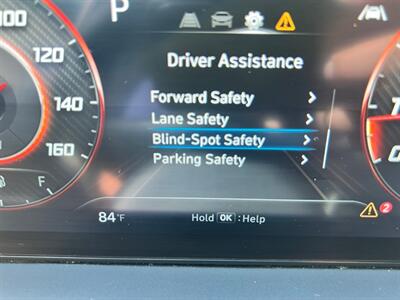 P
Driver Assistance
100
Forward Safety
Lane Safety
140
Blind-Spot Safety
160
Parking Safety
F
84°F
Hold OK : Help
2